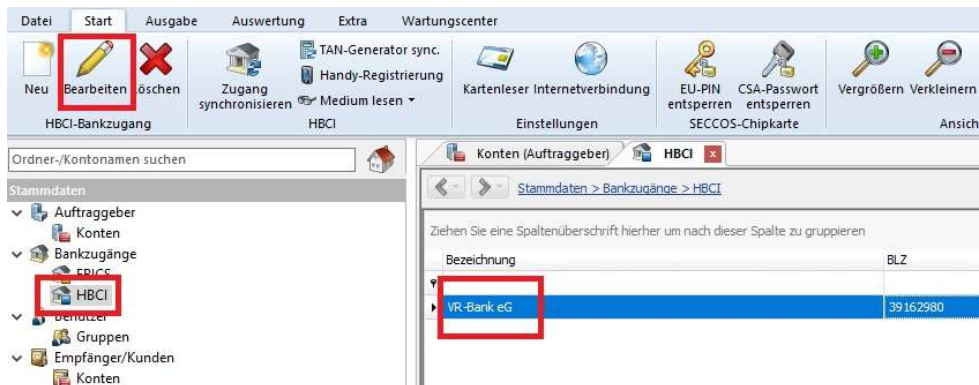 Datei Start Ausgabe Auswertung Extra Wartungscenter
Neu Bearbeiten Löschen
Zugang synchronisieren
TAN-Generator sync.
Handy-Registrierung
Medium lesen
Kartenleser Internetverbindung
EU-PIN entsperren
CSA-Passwort entsperren
Vergrößern Verkleinern
HBCI-Bankzugang HBCI Einstellungen SECCOS-Chipkarte Ansich
Ordner-/Kontonamen suchen
Stammdaten
Auftraggeber
Konten
Bankzugänge
EBICS
HBCI
Benutzer
Gruppen
Empfänger/Kunden
Konten
Konten (Auftraggeber) HBCI x
Stammdaten > Bankzugänge > HBCI
Ziehen Sie eine Spaltenüberschrift hierher um nach dieser Spalte zu gruppieren
Bezeichnung BLZ
VR-Bank eG 39162980